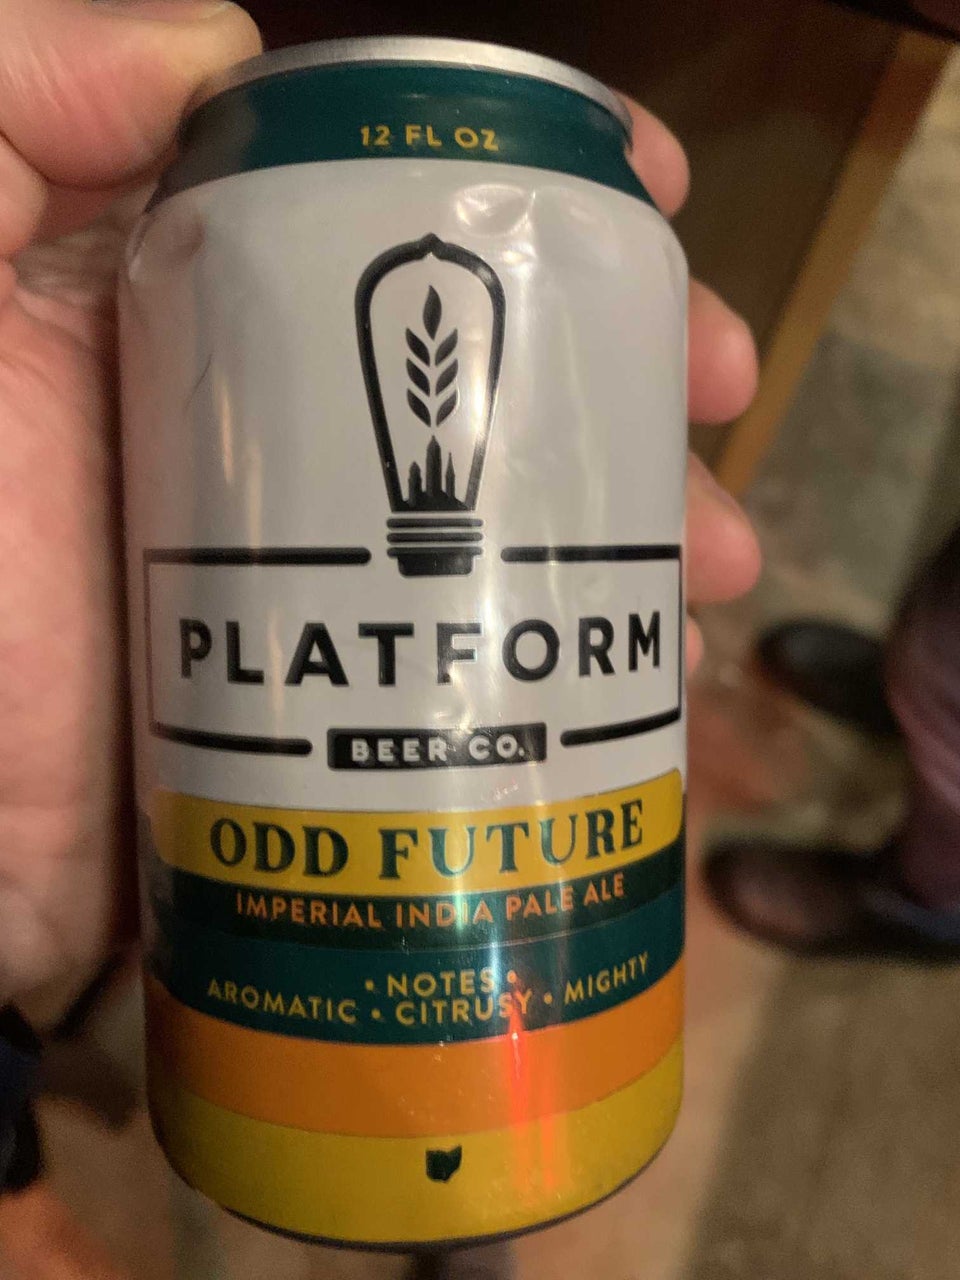 12 FL OZ
PLATFORM
BEER CO.
ODD FUTURE
IMPERIAL INDIA PALE ALE
• NOTES •
AROMATIC • CITRUSY • MIGHTY